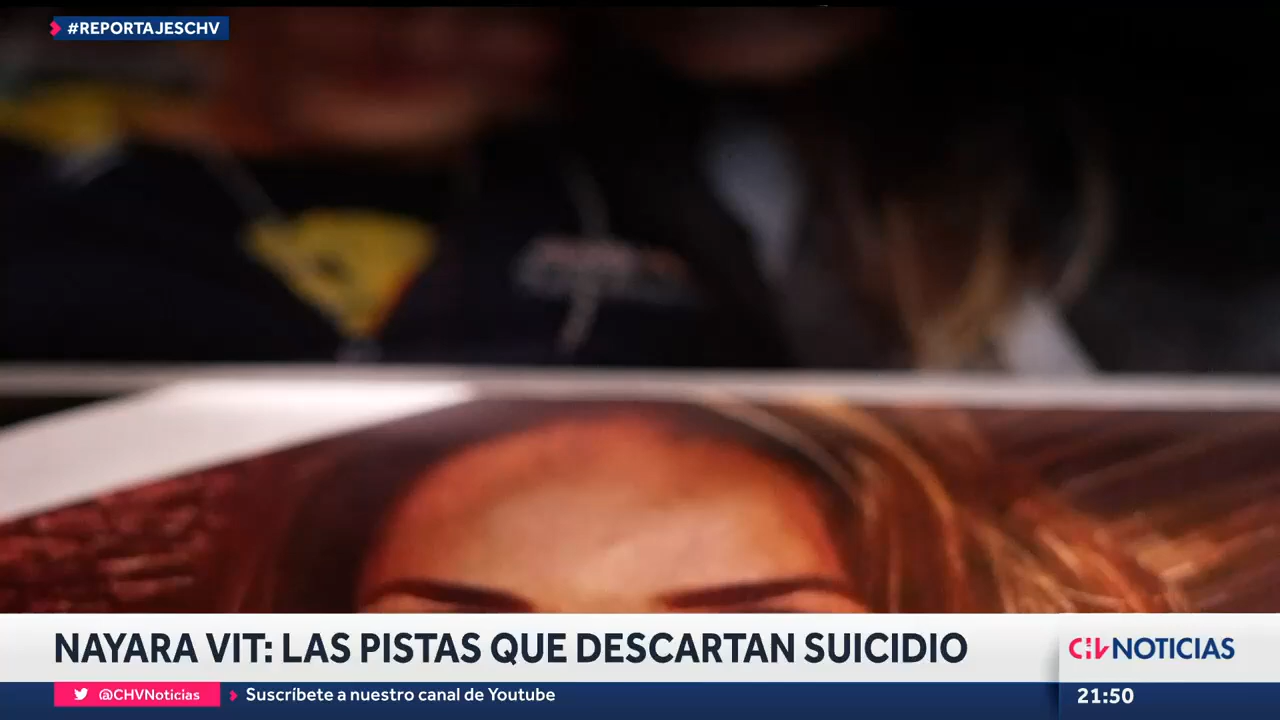 #REPORTAJESCHV
NAYARA VIT: LAS PISTAS QUE DESCARTAN SUICIDIO
CHV NOTICIAS
@CHVNoticias
Suscríbete a nuestro canal de Youtube
21:50